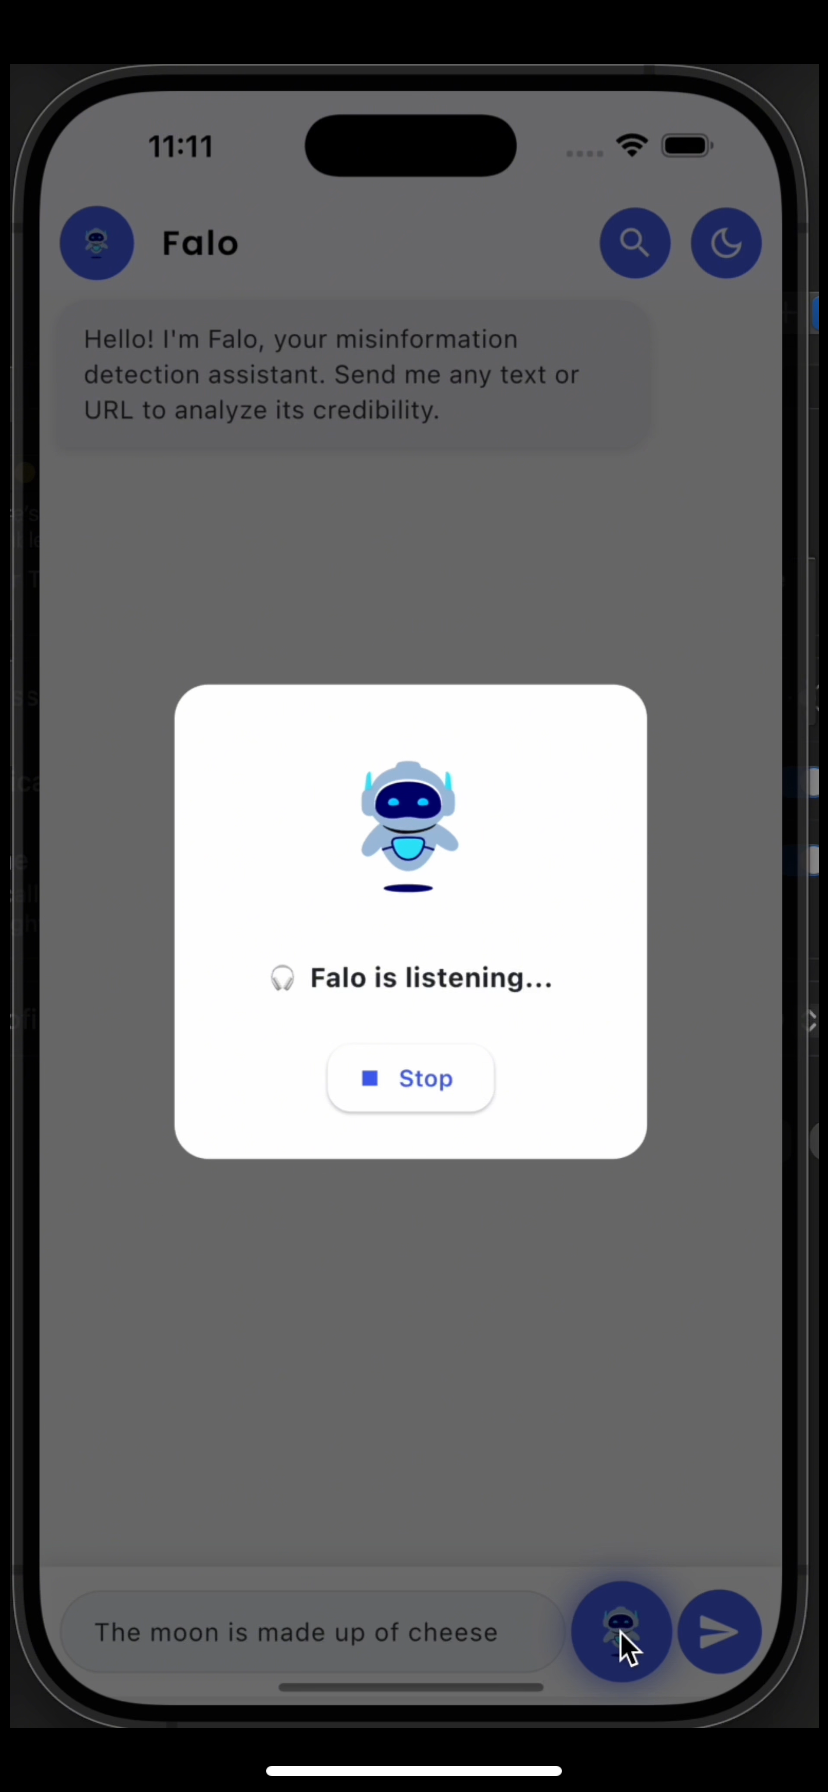 11:11
Falo
Hello! I'm Falo, your misinformation
detection assistant. Send me any text or
URL to analyze its credibility.
🎧 Falo is listening...
Stop
The moon is made up of cheese